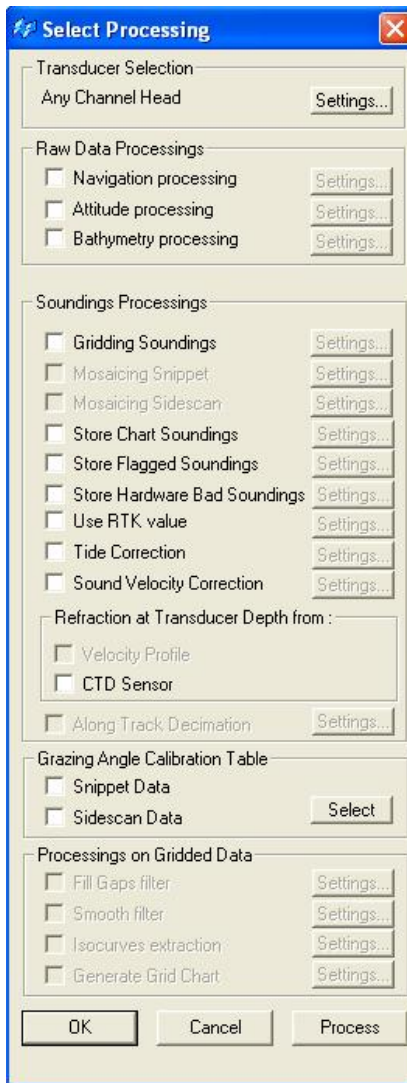 Select Processing
Transducer Selection
Any Channel Head Settings...
Raw Data Processings
Navigation processing Settings...
Attitude processing Settings...
Bathymetry processing Settings...
Soundings Processings
Gridding Soundings Settings...
Mosaicing Snippet Settings...
Mosaicing Sidescan Settings...
Store Chart Soundings Settings...
Store Flagged Soundings Settings...
Store Hardware Bad Soundings Settings...
Use RTK value Settings...
Tide Correction Settings...
Sound Velocity Correction Settings...
Refraction at Transducer Depth from :
Velocity Profile
CTD Sensor
Along Track Decimation Settings...
Grazing Angle Calibration Table
Snippet Data
Sidescan Data Select
Processings on Gridded Data
Fill Gaps filter Settings...
Smooth filter Settings...
Isocurves extraction Settings...
Generate Grid Chart Settings...
OK Cancel Process